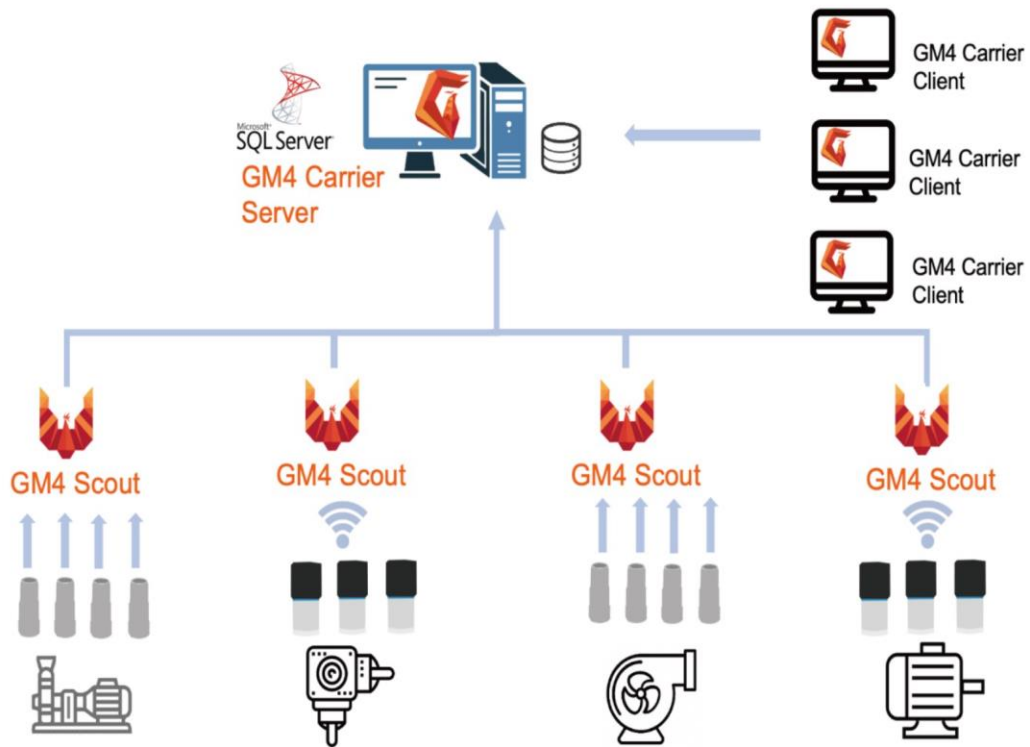 Microsoft®
SQL Server®
GM4 Carrier
Server
GM4 Carrier
Client
GM4 Carrier
Client
GM4 Carrier
Client
GM4 Scout
GM4 Scout
GM4 Scout
GM4 Scout